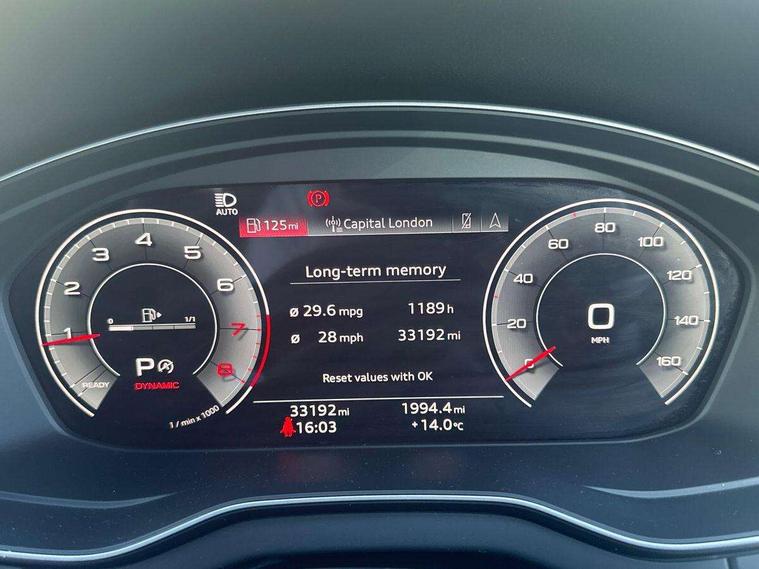 AUTO
P
125 mi
Capital London
Long-term memory
ø 29.6 mpg 1189 h
ø 28 mph 33192 mi
Reset values with OK
33192 mi 1994.4 mi
16:03 +14.0 °C
1 2 3 4 5 6 7 8
READY
0 1/1
P
DYNAMIC
1 / min x 1000
0 20 40 60 80 100 120 140 160
0
MPH